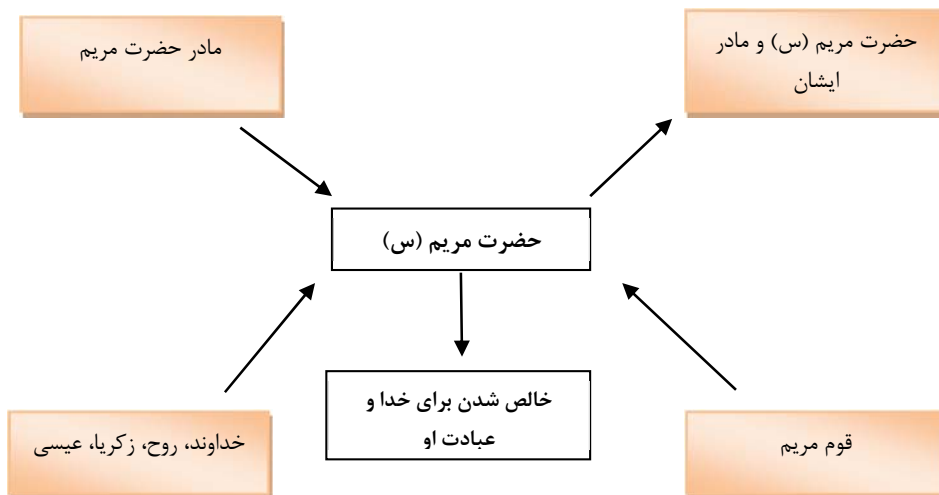 حضرت مریم (س) و مادر
ایشان
مادر حضرت مریم
حضرت مریم (س)
خالص شدن برای خدا و
عبادت او
قوم مریم
خداوند، روح، زکریا، عیسی